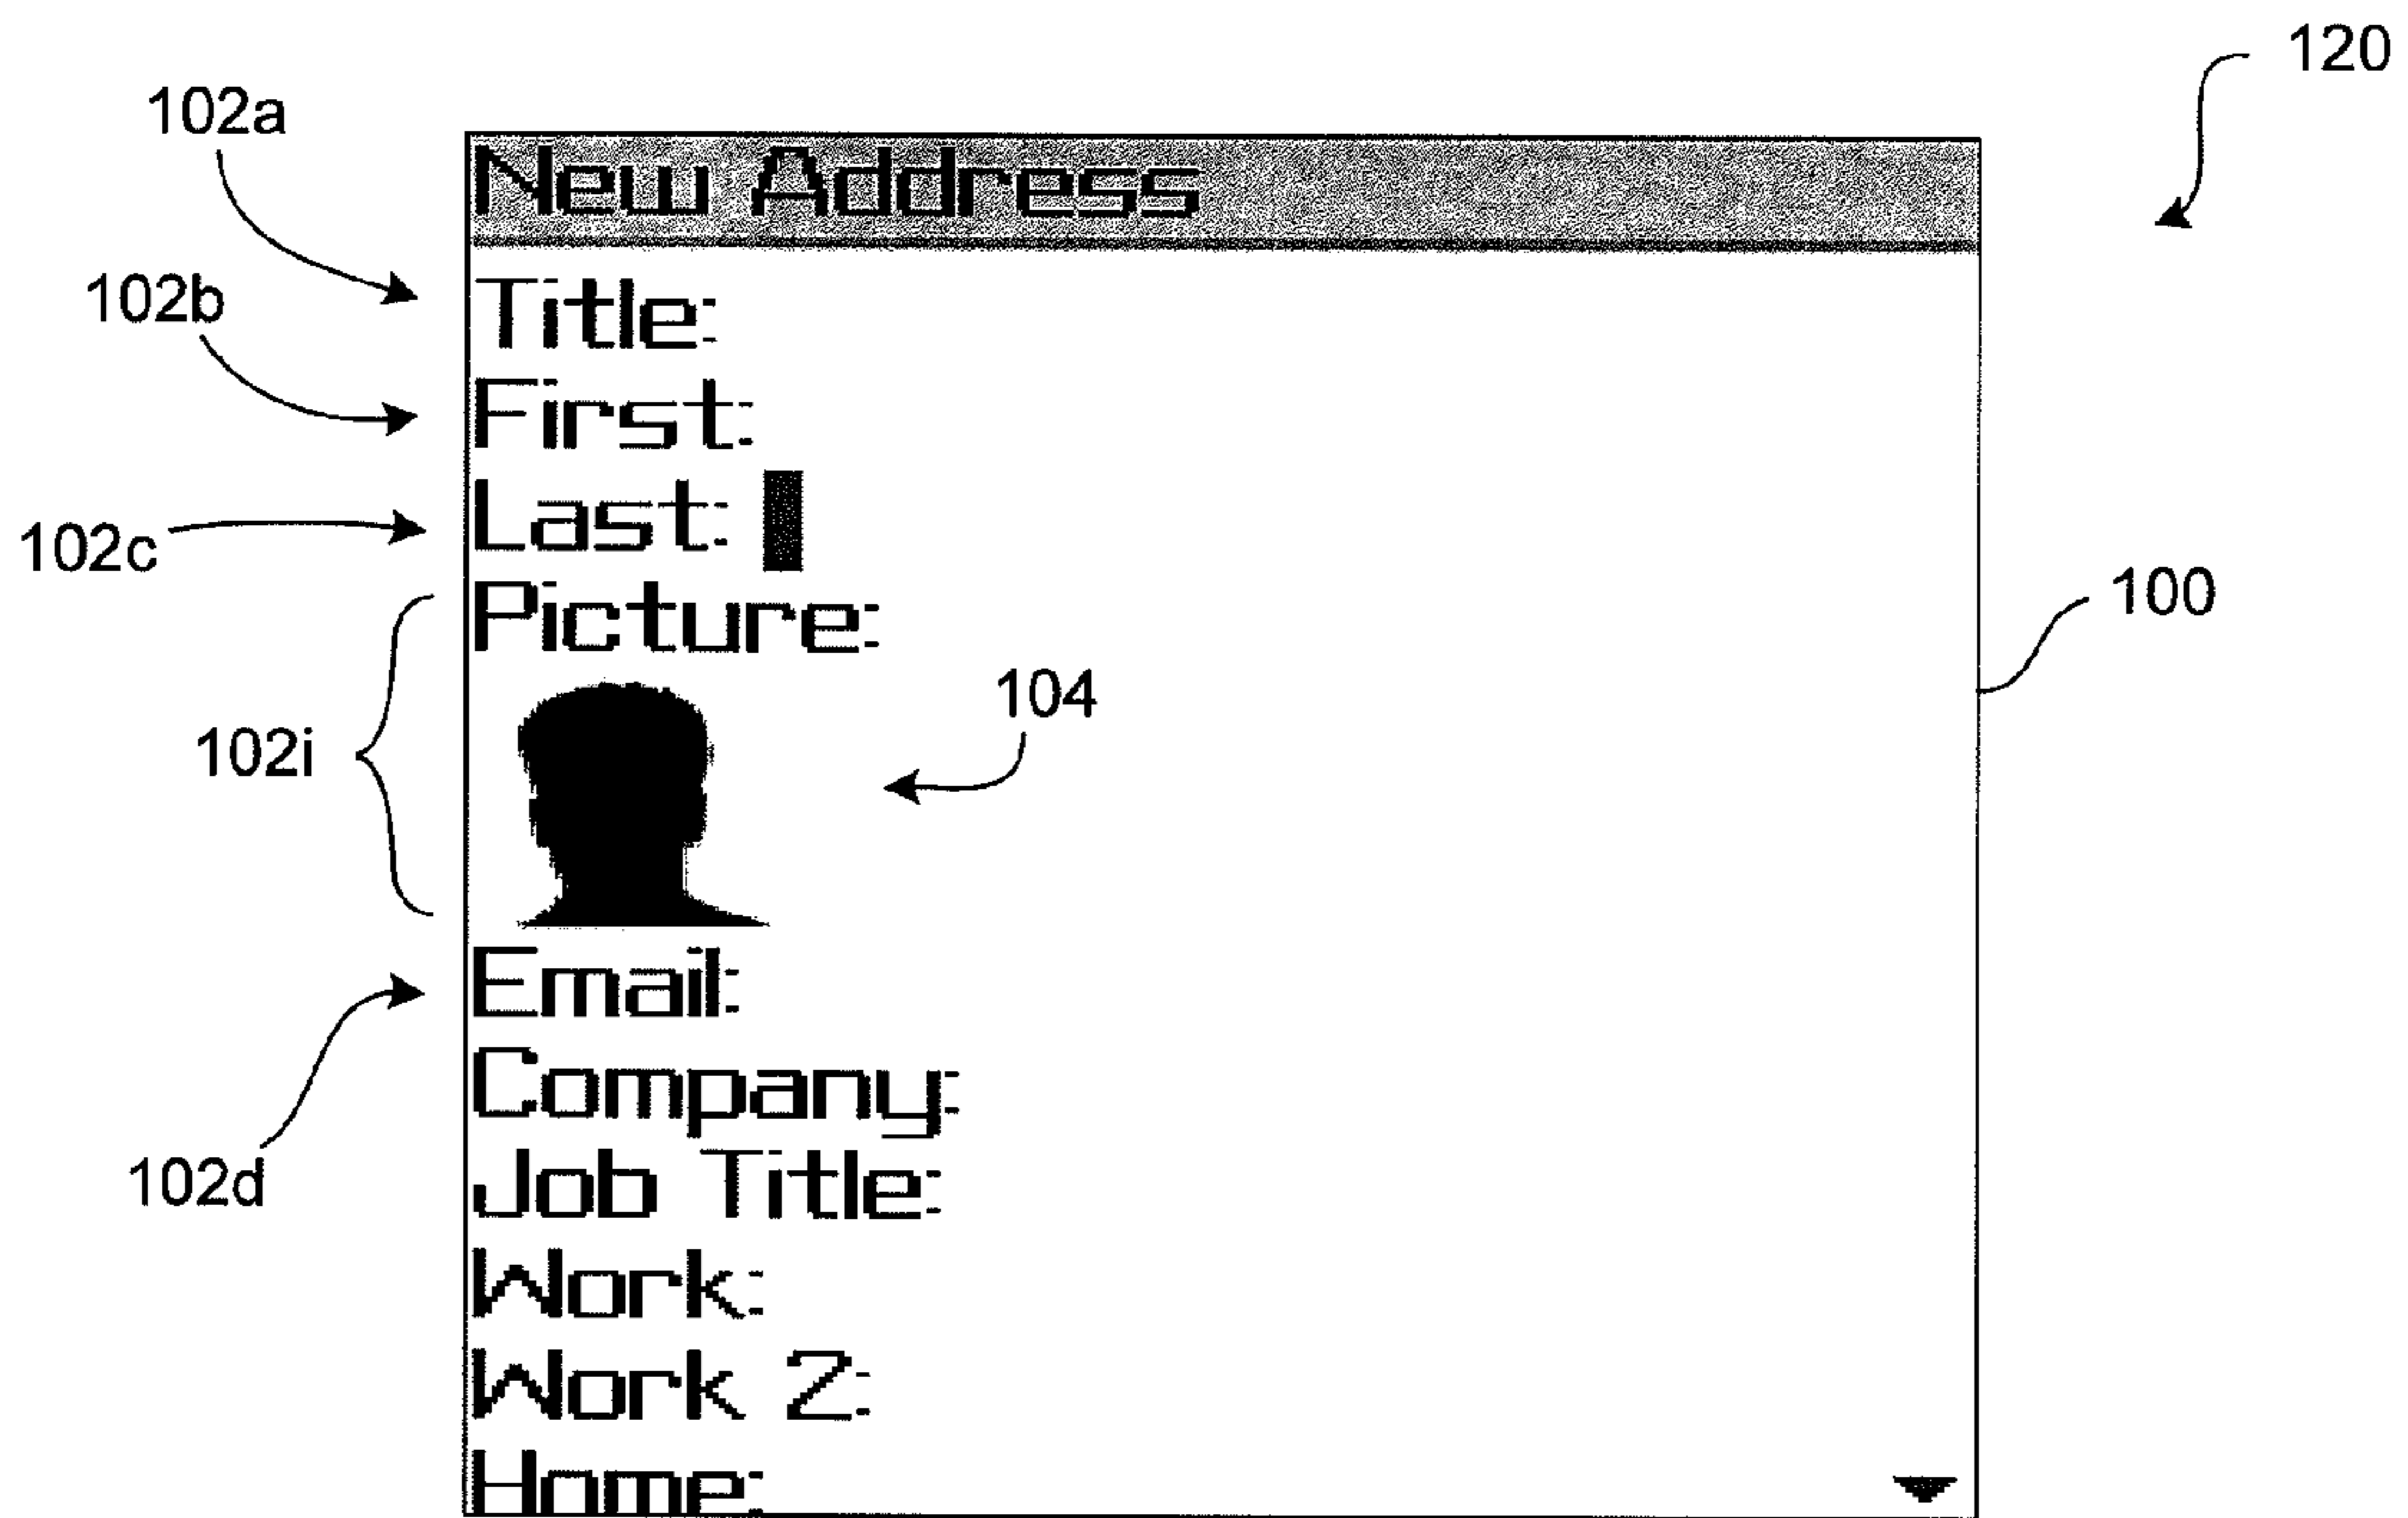 120
102a
New Address
102b
Title:
First:
102c
Last:
Picture:
100
104
102i
Email:
102d
Company:
Job Title:
Work:
Work 2:
Home: